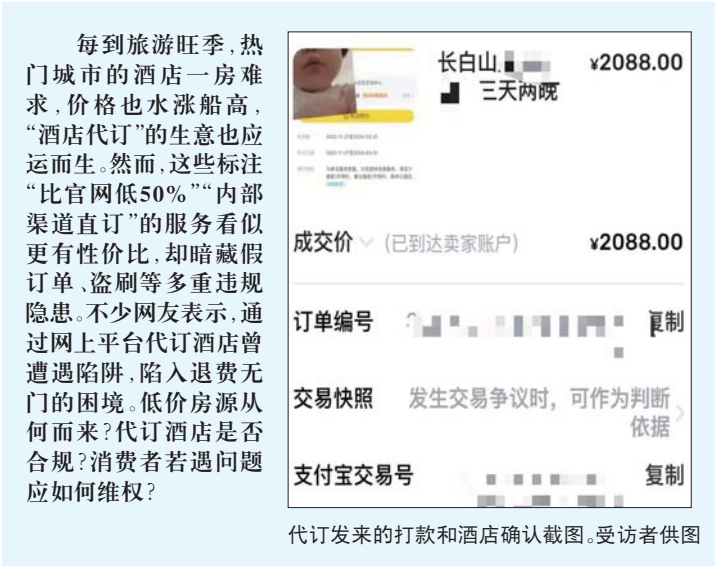 每到旅游旺季,热
门城市的酒店一房难
求,价格也水涨船高,
“酒店代订”的生意也应
运而生。然而,这些标注
“比官网低50%”“内部
渠道直订”的服务看似
更有性价比,却暗藏假
订单、盗刷等多重违规
隐患。不少网友表示,通
过网上平台代订酒店曾
遭遇陷阱,陷入退费无
门的困境。低价房源从
何而来?代订酒店是否
合规?消费者若遇问题
应如何维权?
长白山 ¥2088.00
三天两晚
成交价 (已到达卖家账户) ¥2088.00
订单编号 复制
交易快照 发生交易争议时,可作为判断
依据
支付宝交易号 复制
代订发来的打款和酒店确认截图。受访者供图